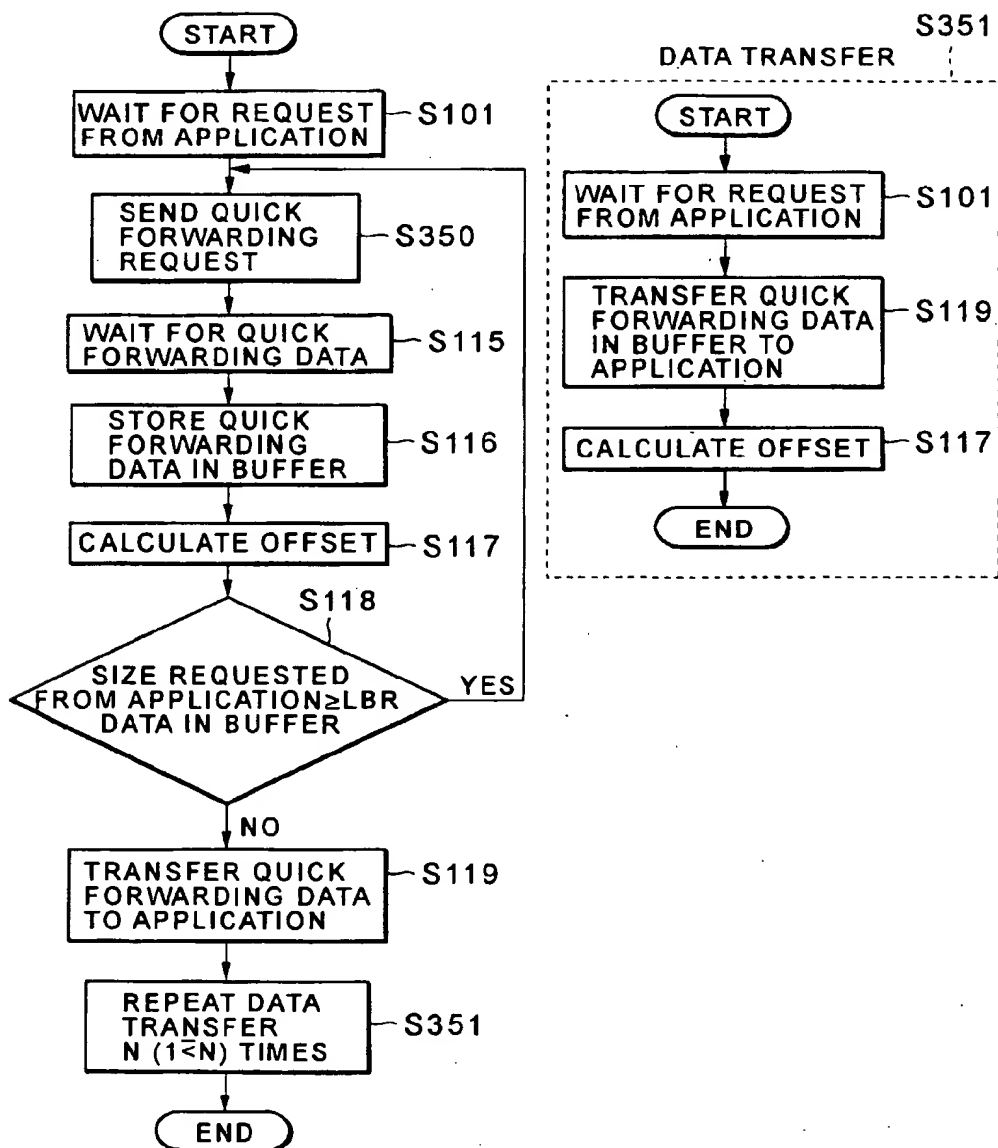 START
WAIT FOR REQUEST
FROM APPLICATION
S101
SEND QUICK
FORWARDING
REQUEST
S350
WAIT FOR QUICK
FORWARDING DATA
S115
STORE QUICK
FORWARDING
DATA IN BUFFER
S116
CALCULATE OFFSET
S117
S118
SIZE REQUESTED
FROM APPLICATION≥LBR
DATA IN BUFFER
YES
NO
TRANSFER QUICK
FORWARDING DATA
TO APPLICATION
S119
REPEAT DATA
TRANSFER
N (1≤N) TIMES
S351
END
S351
DATA TRANSFER
START
WAIT FOR REQUEST
FROM APPLICATION
S101
TRANSFER QUICK
FORWARDING DATA
IN BUFFER TO
APPLICATION
S119
CALCULATE OFFSET
S117
END